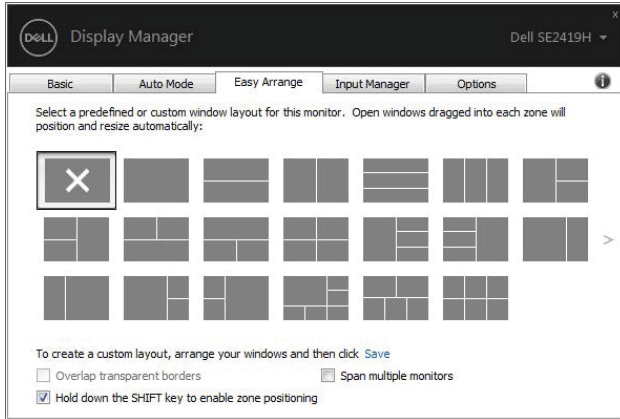 x
DELL Display Manager Dell SE2419H
Basic Auto Mode Easy Arrange Input Manager Options i
Select a predefined or custom window layout for this monitor. Open windows dragged into each zone will
position and resize automatically:
>
To create a custom layout, arrange your windows and then click Save
Overlap transparent borders Span multiple monitors
Hold down the SHIFT key to enable zone positioning